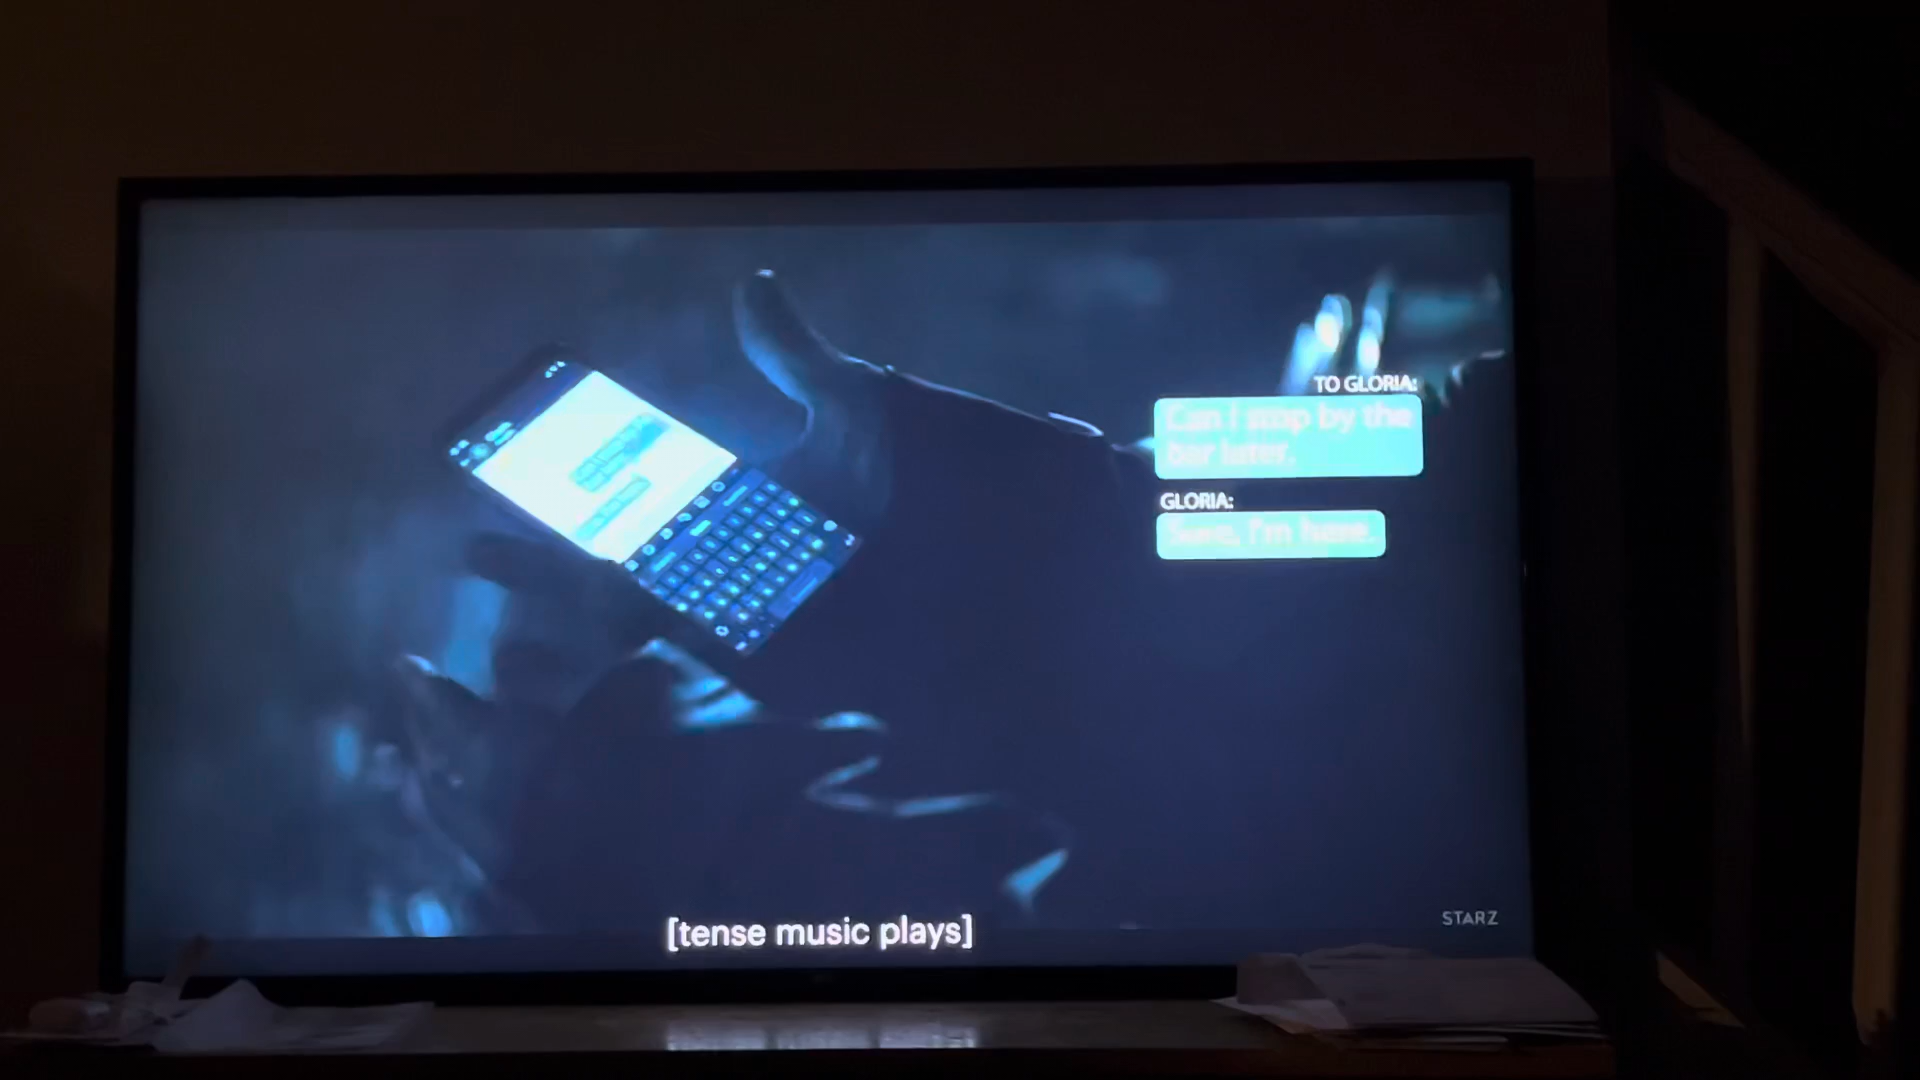 TO GLORIA:
Can I stop by the
bar later.
GLORIA:
Sure, I'm here.
[tense music plays]
STARZ